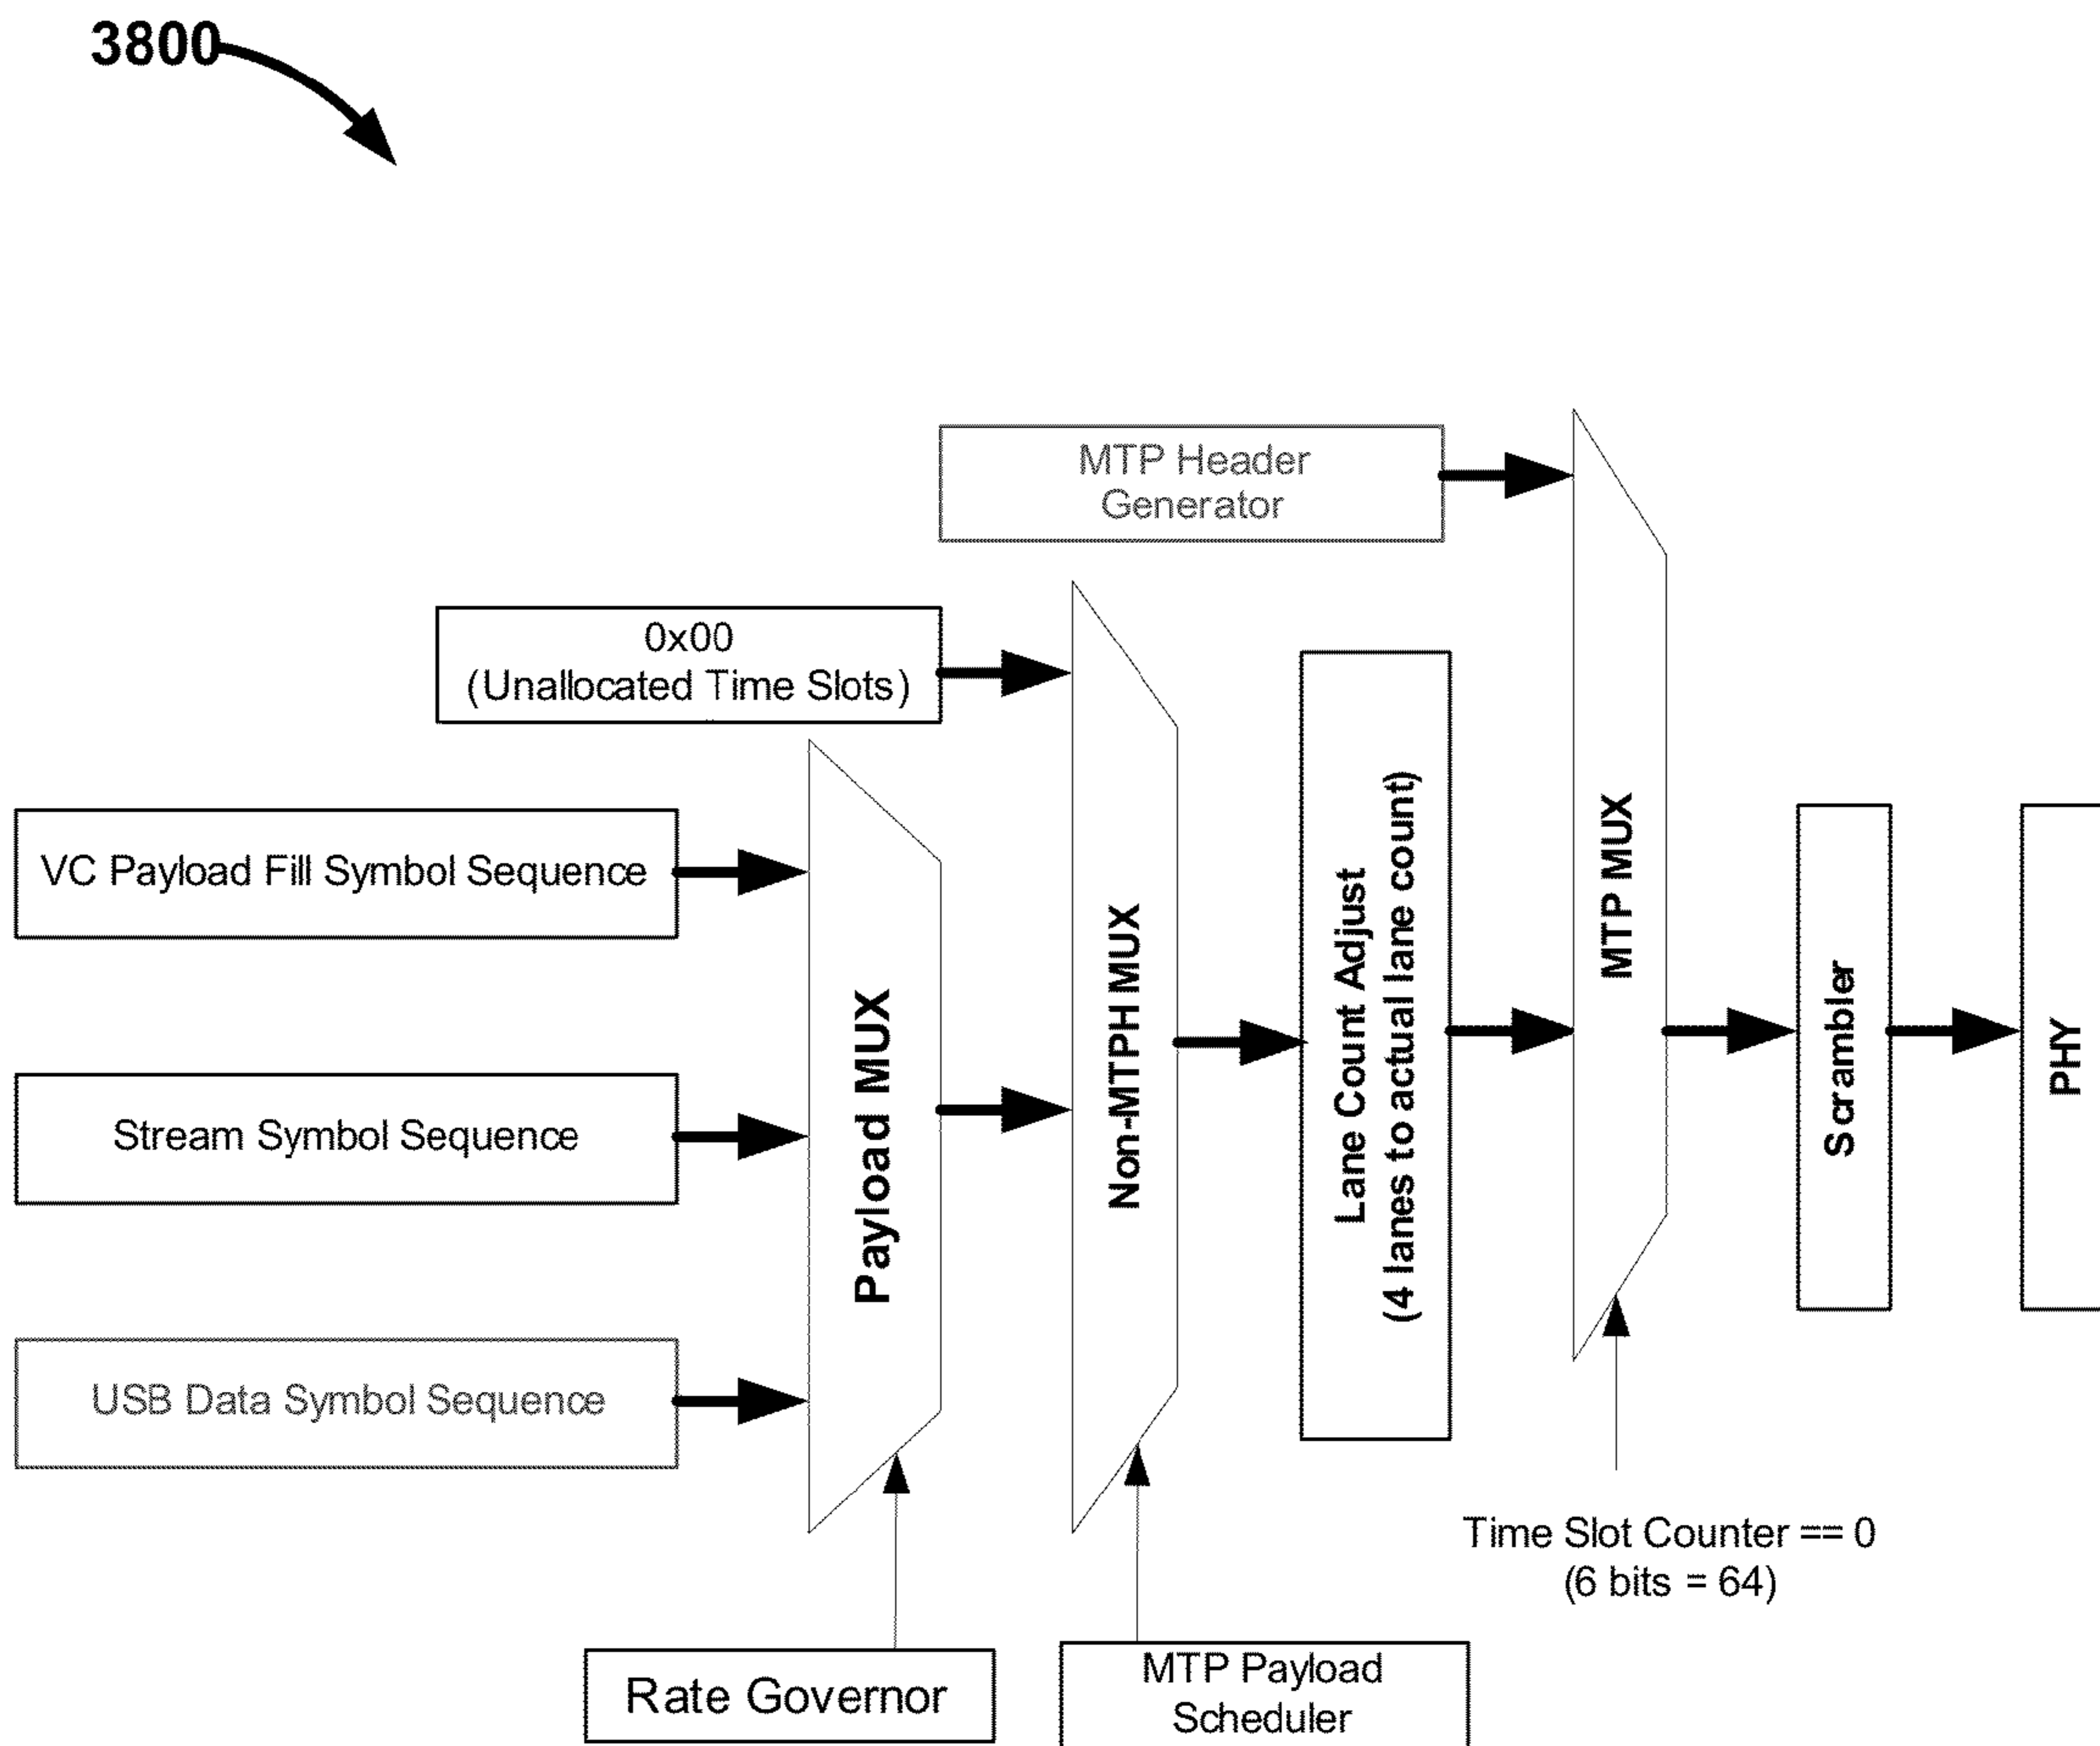 3800
MTP Header
Generator
0x00
(Unallocated Time Slots)
VC Payload Fill Symbol Sequence
Stream Symbol Sequence
USB Data Symbol Sequence
Payload MUX
Non-MTPH MUX
Lane Count Adjust
(4 lanes to actual lane count)
MTP MUX
Scrambler
PHY
Time Slot Counter == 0
(6 bits = 64)
Rate Governor
MTP Payload
Scheduler